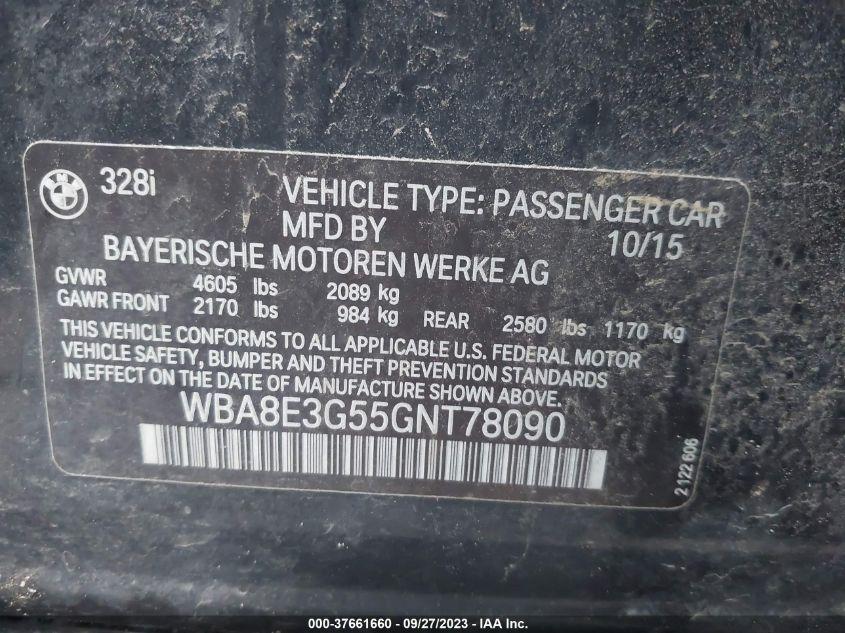 328i
VEHICLE TYPE: PASSENGER CAR
MFD BY 10/15
BAYERISCHE MOTOREN WERKE AG
GVWR 4605 lbs 2089 kg
GAWR FRONT 2170 lbs 984 kg REAR 2580 lbs 1170 kg
THIS VEHICLE CONFORMS TO ALL APPLICABLE U.S. FEDERAL MOTOR
VEHICLE SAFETY, BUMPER AND THEFT PREVENTION STANDARDS
IN EFFECT ON THE DATE OF MANUFACTURE SHOWN ABOVE.
WBA8E3G55GNT78090
2 122 606
000-37661660 - 09/27/2023 - IAA Inc.